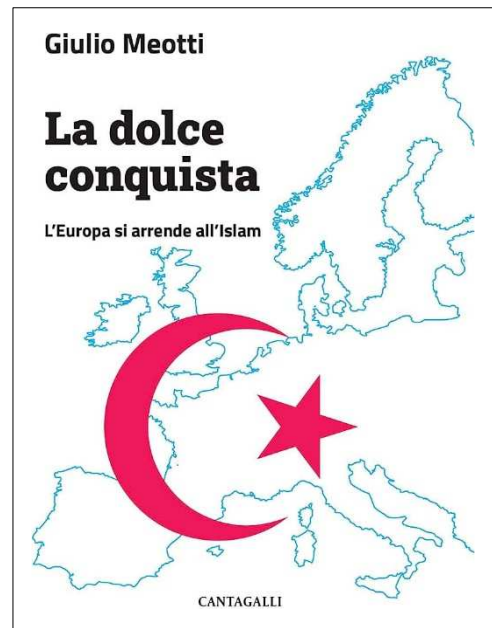 Giulio Meotti
La dolce
conquista
L'Europa si arrende all'Islam
CANTAGALLI